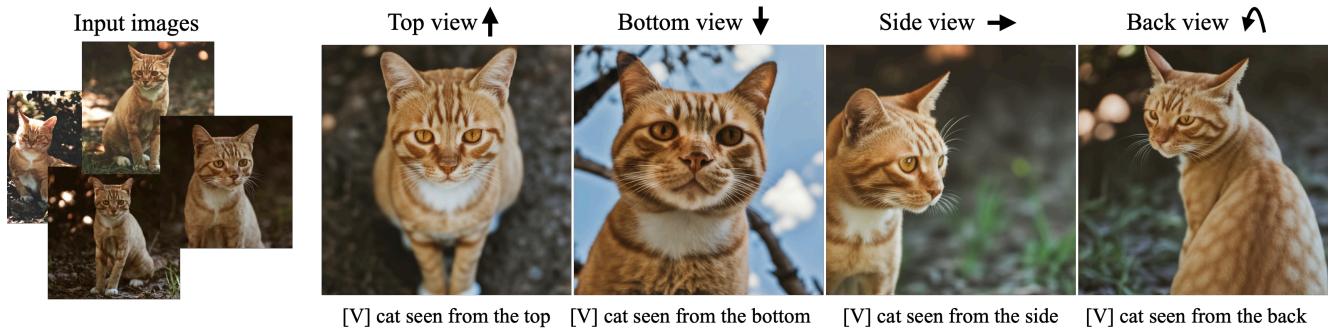 Input images
Top view
Bottom view
Side view
Back view
[V] cat seen from the top
[V] cat seen from the bottom
[V] cat seen from the side
[V] cat seen from the back